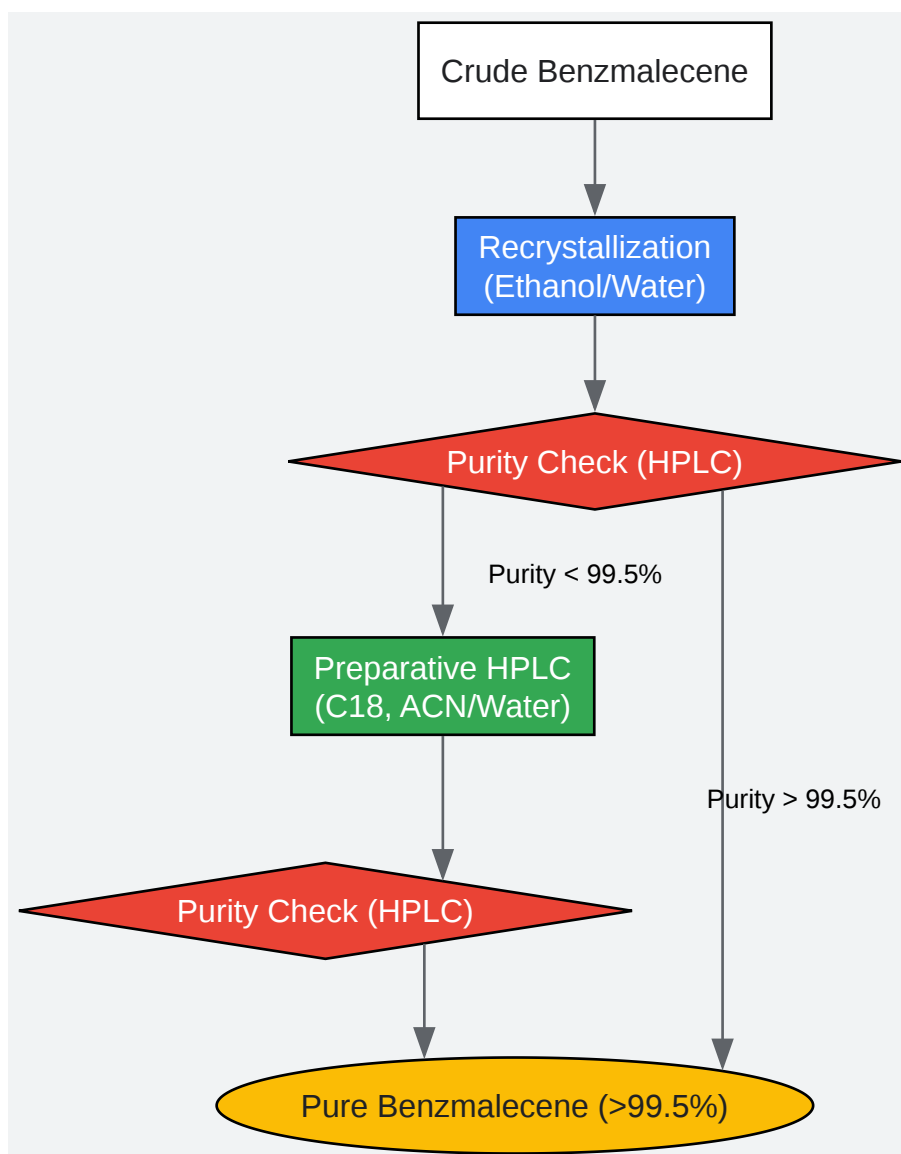 Crude Benzmalecene
Recrystallization
(Ethanol/Water)
Purity Check (HPLC)
Purity < 99.5%
Preparative HPLC
(C18, ACN/Water)
Purity > 99.5%
Purity Check (HPLC)
Pure Benzmalecene (>99.5%)